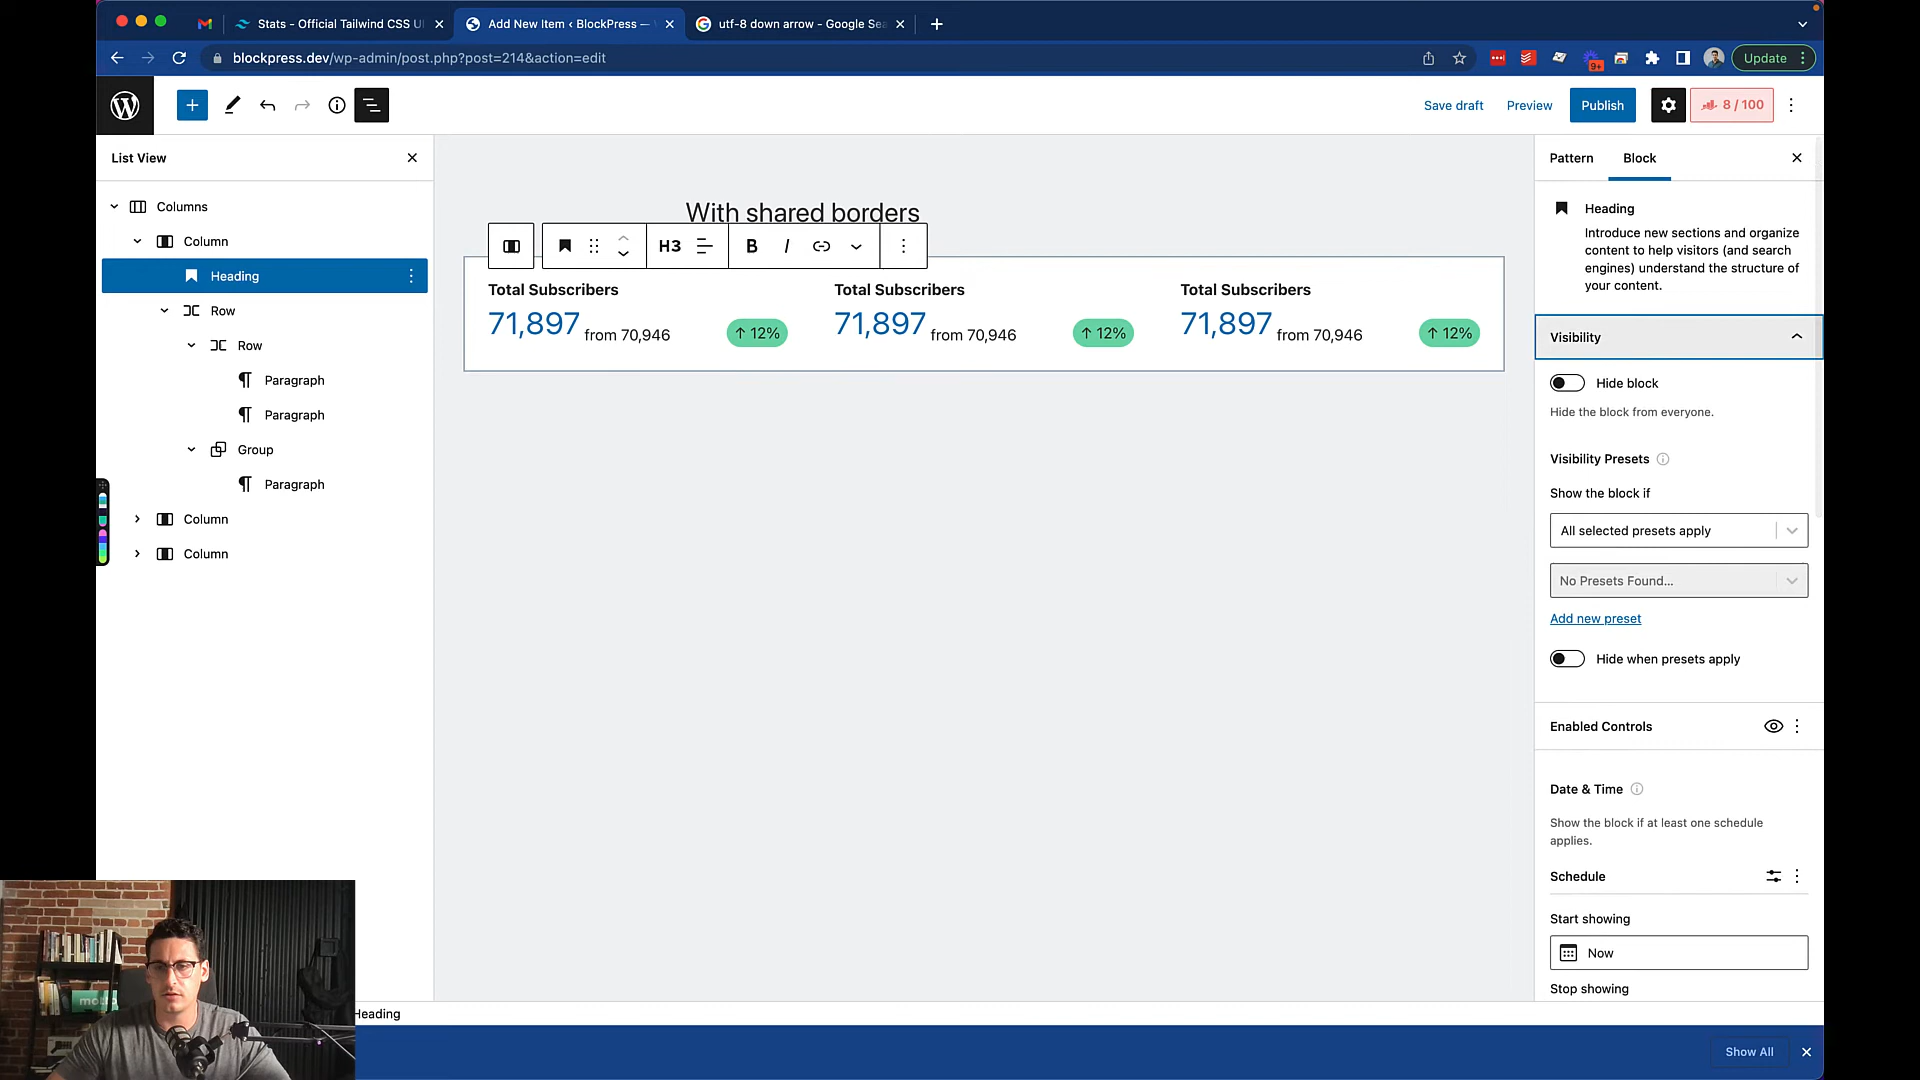 Stats - Official Tailwind CSS UI
Add New Item ‹ BlockPress —
utf-8 down arrow - Google Sea
blockpress.dev/wp-admin/post.php?post=214&action=edit
9+
Update
Save draft
Preview
Publish
8 / 100
List View
Columns
Column
Heading
Row
Row
Paragraph
Paragraph
Group
Paragraph
Column
Column
With shared borders
H3
B
I
Total Subscribers
71,897 from 70,946
↑ 12%
Total Subscribers
71,897 from 70,946
↑ 12%
Total Subscribers
71,897 from 70,946
↑ 12%
Pattern
Block
Heading
Introduce new sections and organize
content to help visitors (and search
engines) understand the structure of
your content.
Visibility
Hide block
Hide the block from everyone.
Visibility Presets
Show the block if
All selected presets apply
No Presets Found...
Add new preset
Hide when presets apply
Enabled Controls
Date & Time
Show the block if at least one schedule
applies.
Schedule
Start showing
Now
Stop showing
Heading
Show All